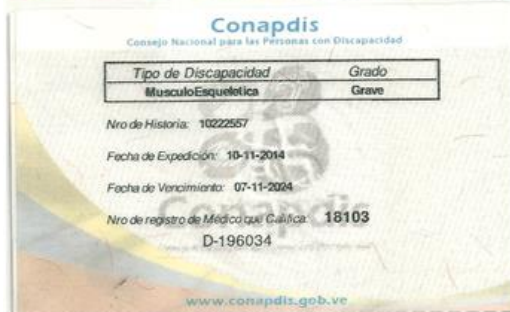 Conapdis
Consejo Nacional para las Personas con Discapacidad
Tipo de Discapacidad Grado
MusculoEsqueletica Grave
Nro de Historia: 10222557
Fecha de Expedición: 10-11-2014
Fecha de Vencimiento: 07-11-2024
Conapdis
Nro de registro de Médico que Califica: 18103
D-196034
www.conapdis.gob.ve